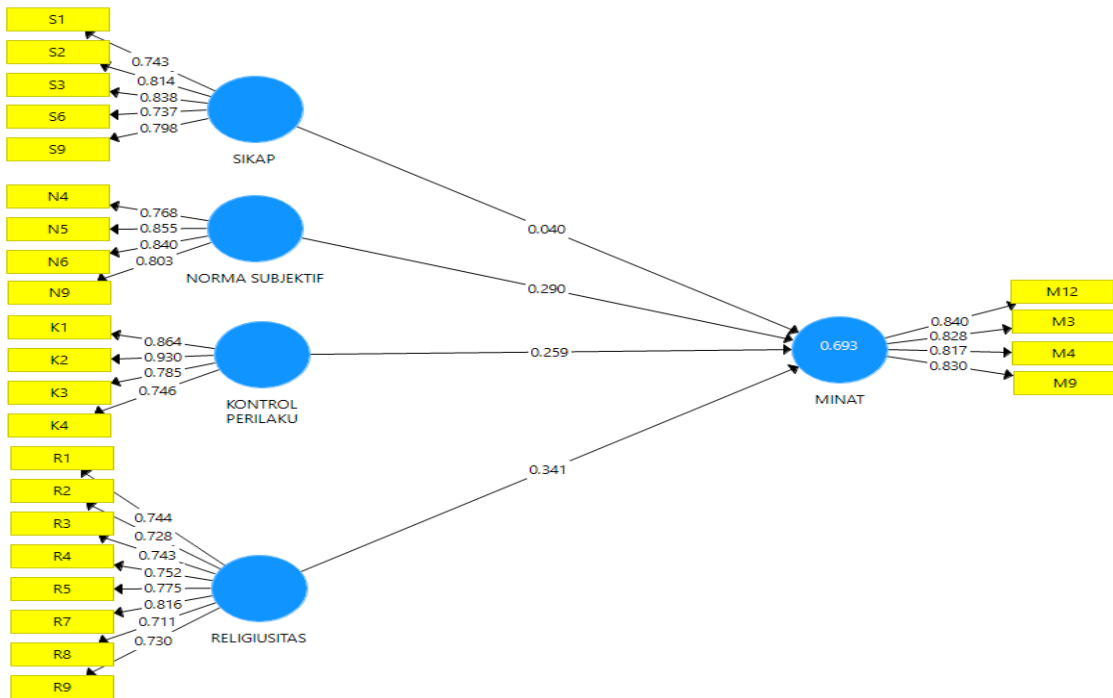 S1
S2
S3
S6
S9
0.743
0.814
0.838
0.737
0.798
SIKAP
0.040
N4
N5
N6
N9
0.768
0.855
0.840
0.803
NORMA SUBJEKTIF
0.290
K1
K2
K3
K4
0.864
0.930
0.785
0.746
KONTROL
PERILAKU
0.259
R1
R2
R3
R4
R5
R7
R8
R9
0.744
0.728
0.743
0.752
0.775
0.816
0.711
0.730
RELIGIUSITAS
0.341
0.693
MINAT
0.840
0.828
0.817
0.830
M12
M3
M4
M9